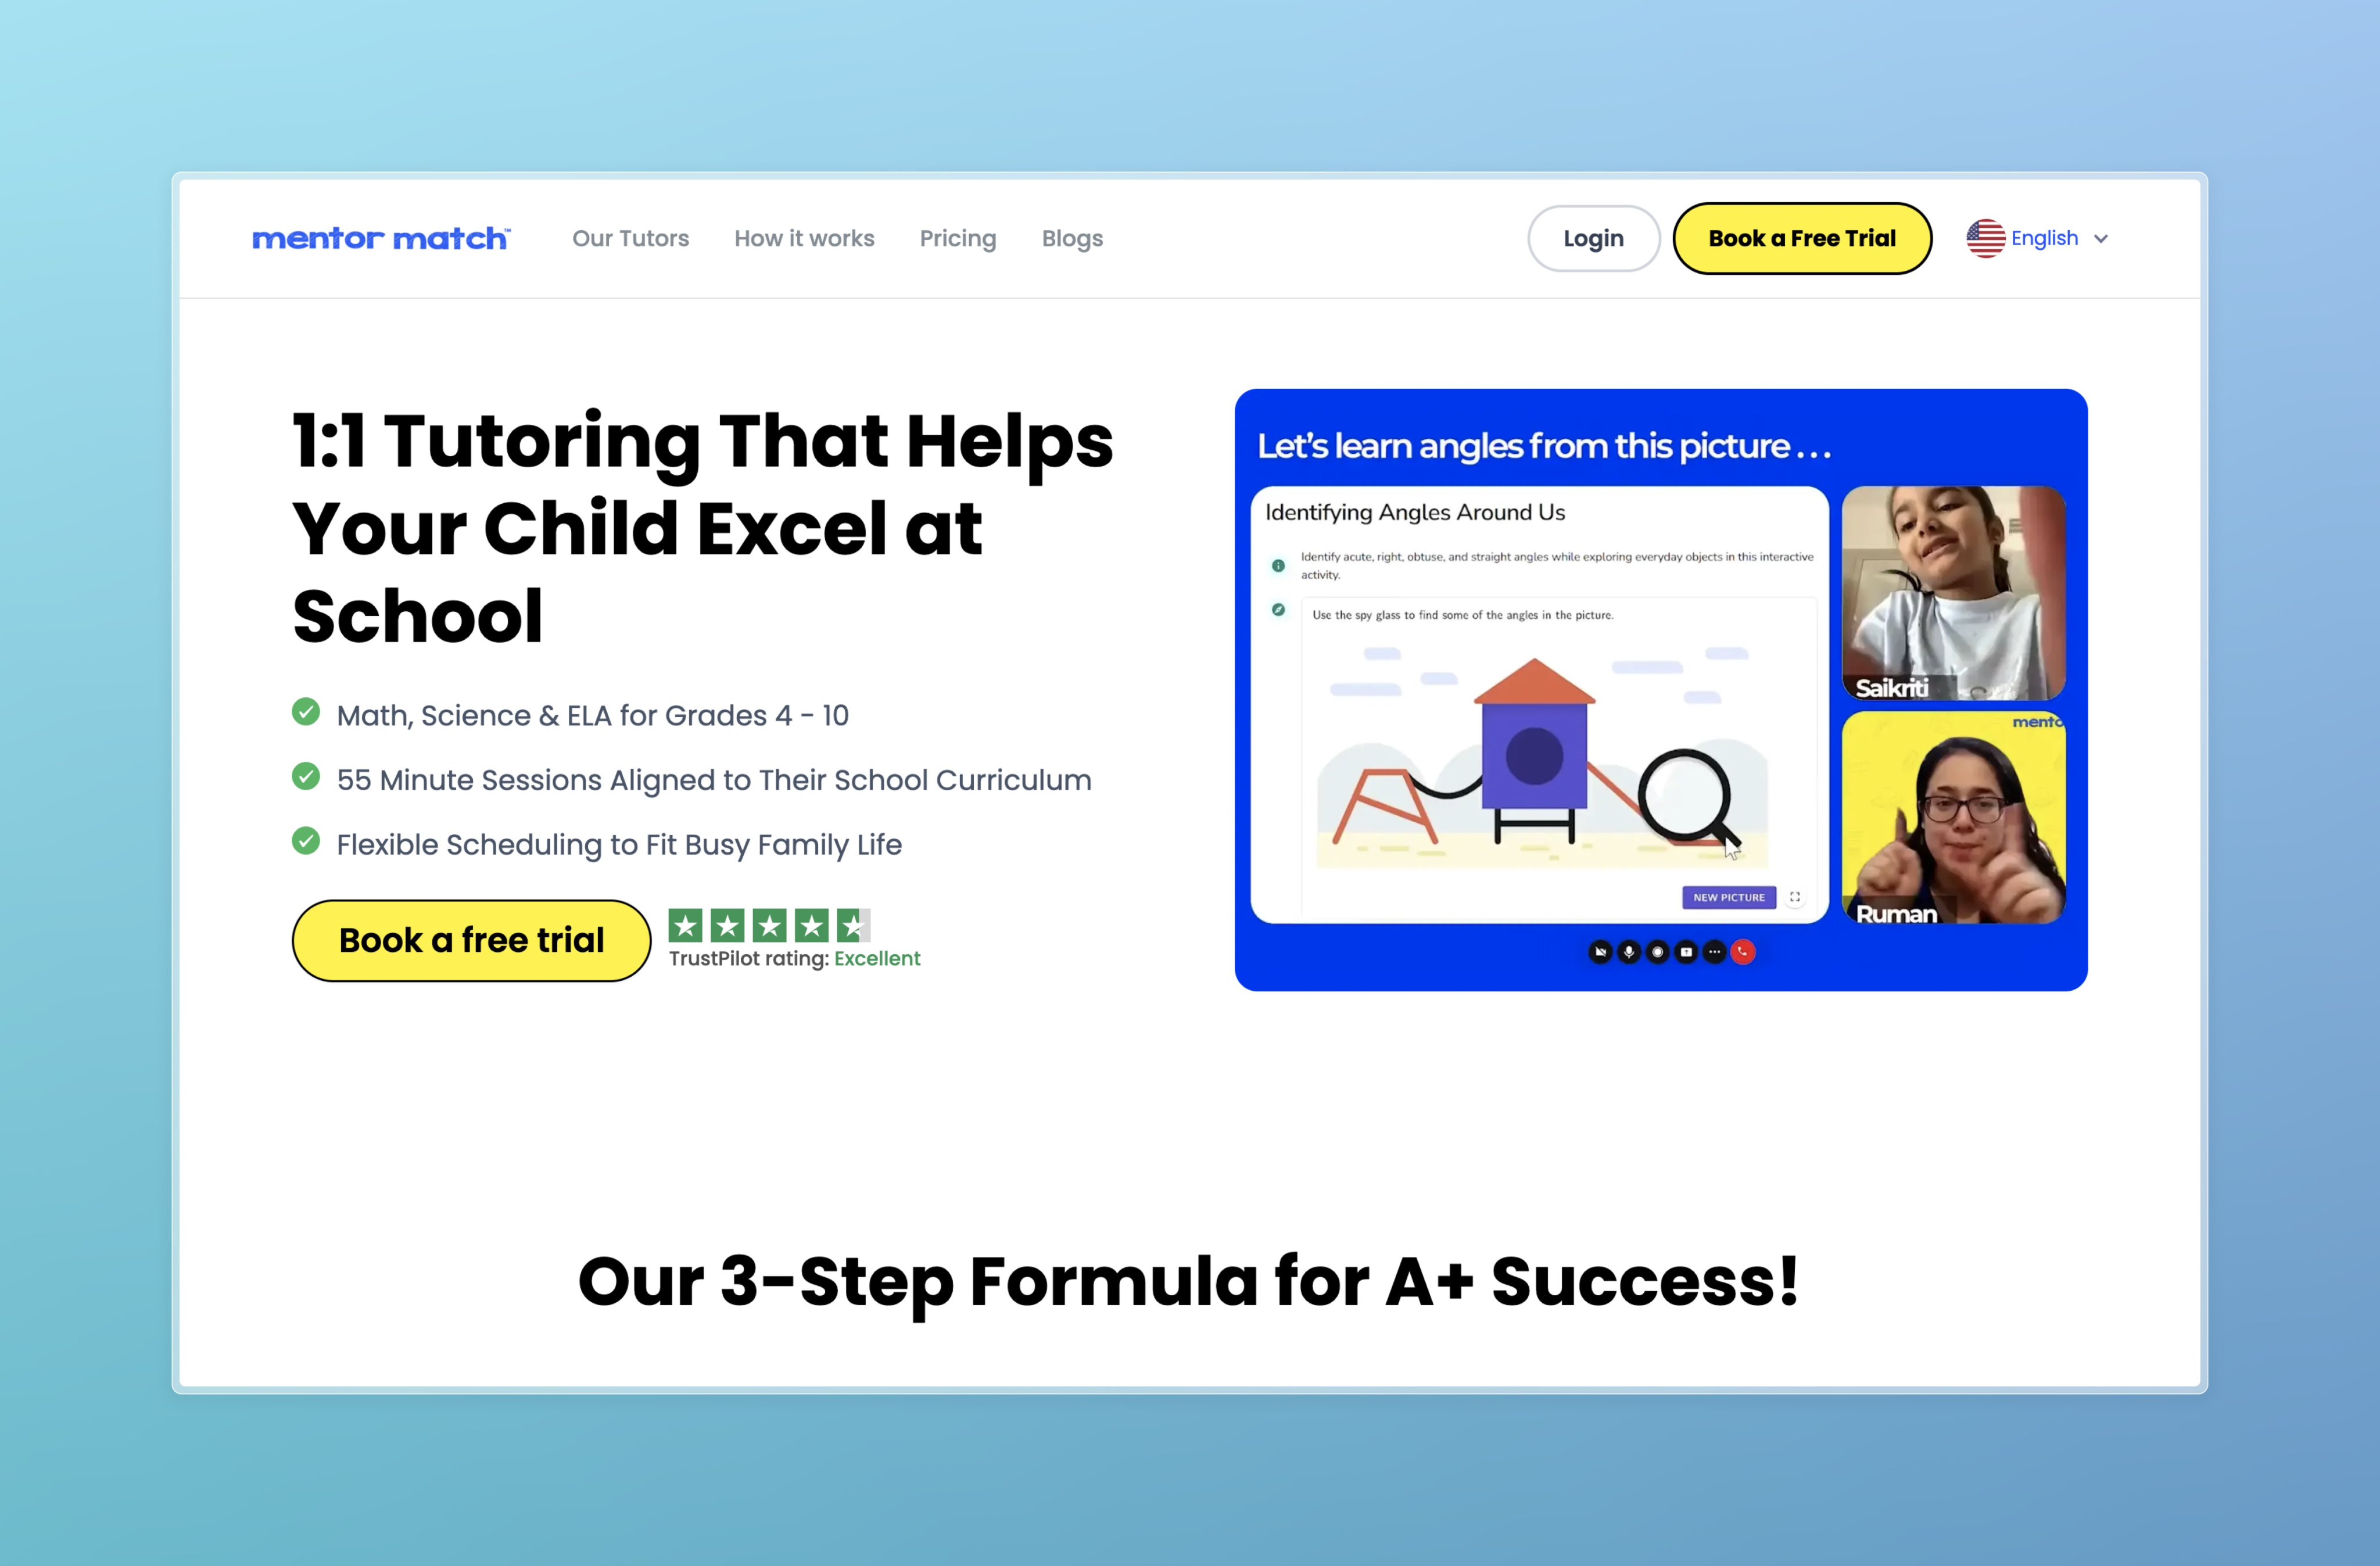 mentor match™
Our Tutors
How it works
Pricing
Blogs
Login
Book a Free Trial
English
1:1 Tutoring That Helps
Your Child Excel at
School
Math, Science & ELA for Grades 4 - 10
55 Minute Sessions Aligned to Their School Curriculum
Flexible Scheduling to Fit Busy Family Life
Book a free trial
TrustPilot rating: Excellent
Let's learn angles from this picture...
Identifying Angles Around Us
Identify acute, right, obtuse, and straight angles while exploring everyday objects in this interactive
activity.
Use the spy glass to find some of the angles in the picture.
NEW PICTURE
Saikriti
mento
Ruman
Our 3-Step Formula for A+ Success!